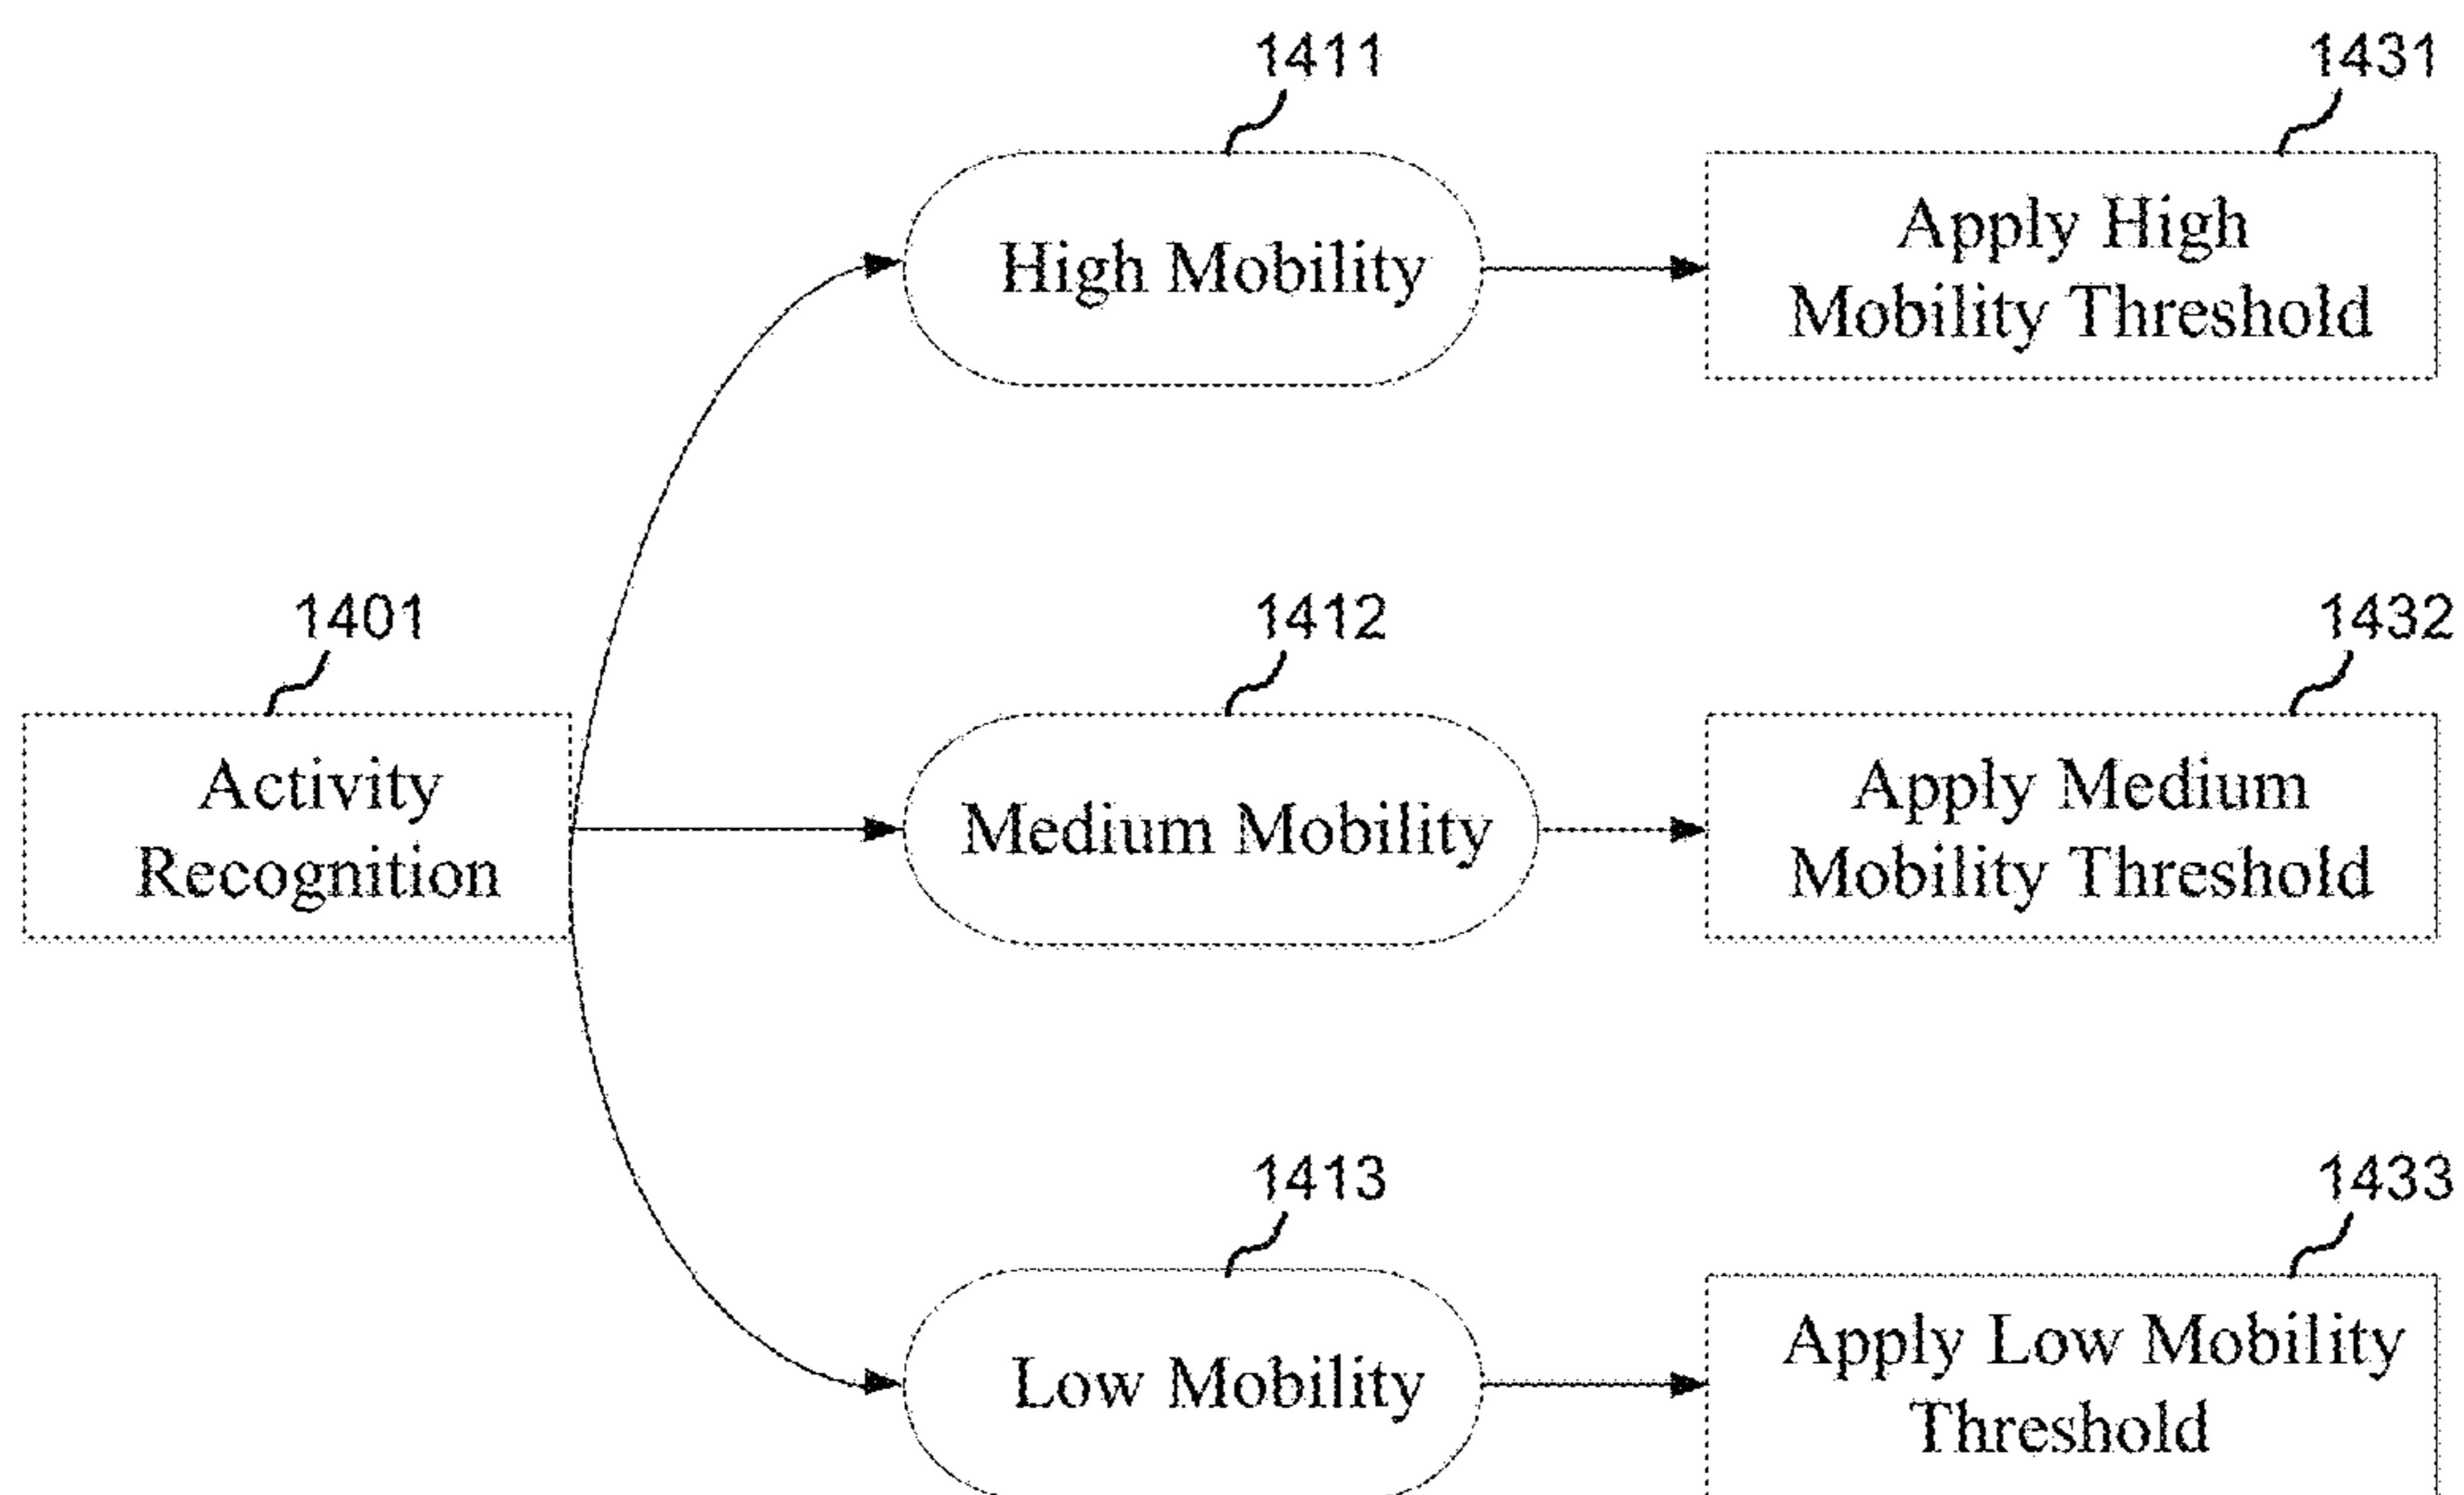 1411
1431
High Mobility
Apply High
Mobility Threshold
1401
1412
1432
Activity
Recognition
Medium Mobility
Apply Medium
Mobility Threshold
1413
1433
Low Mobility
Apply Low Mobility
Threshold